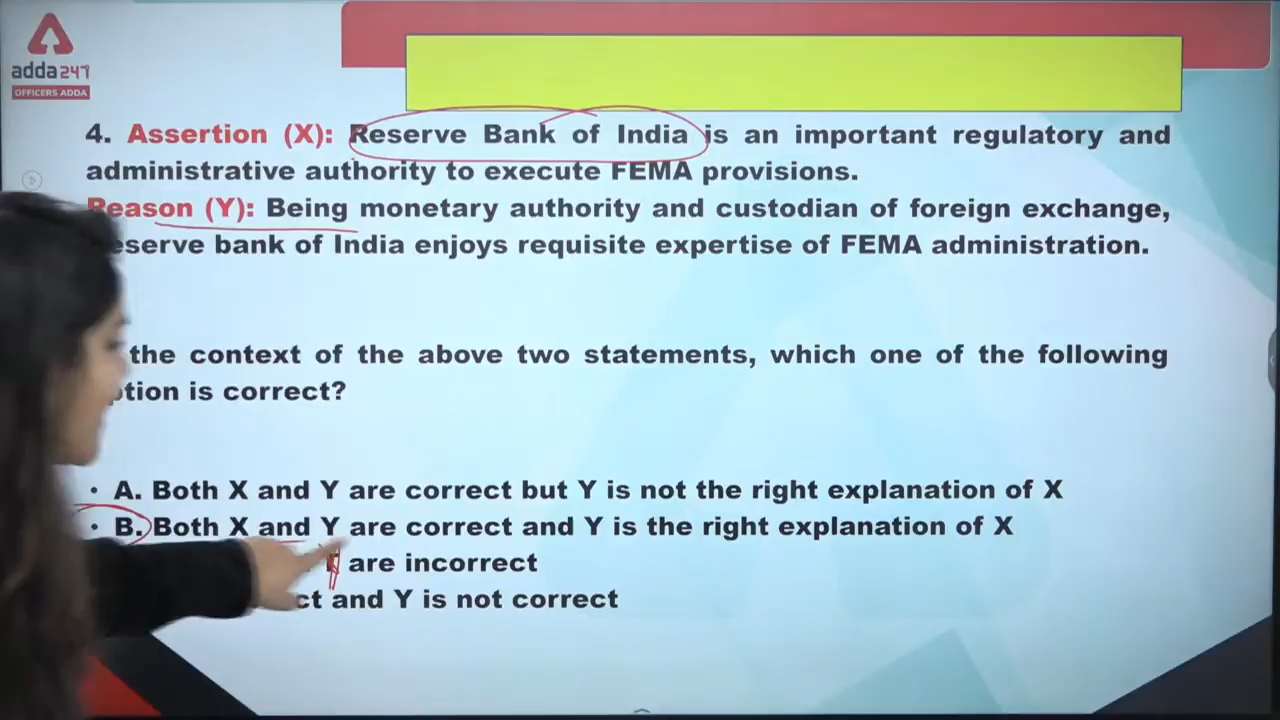 adda247
OFFICERS ADDA
4. Assertion (X): Reserve Bank of India is an important regulatory and
administrative authority to execute FEMA provisions.
Reason (Y): Being monetary authority and custodian of foreign exchange,
eserve bank of India enjoys requisite expertise of FEMA administration.
the context of the above two statements, which one of the following
ption is correct?
• A. Both X and Y are correct but Y is not the right explanation of X
• B. Both X and Y are correct and Y is the right explanation of X
are incorrect
ct and Y is not correct